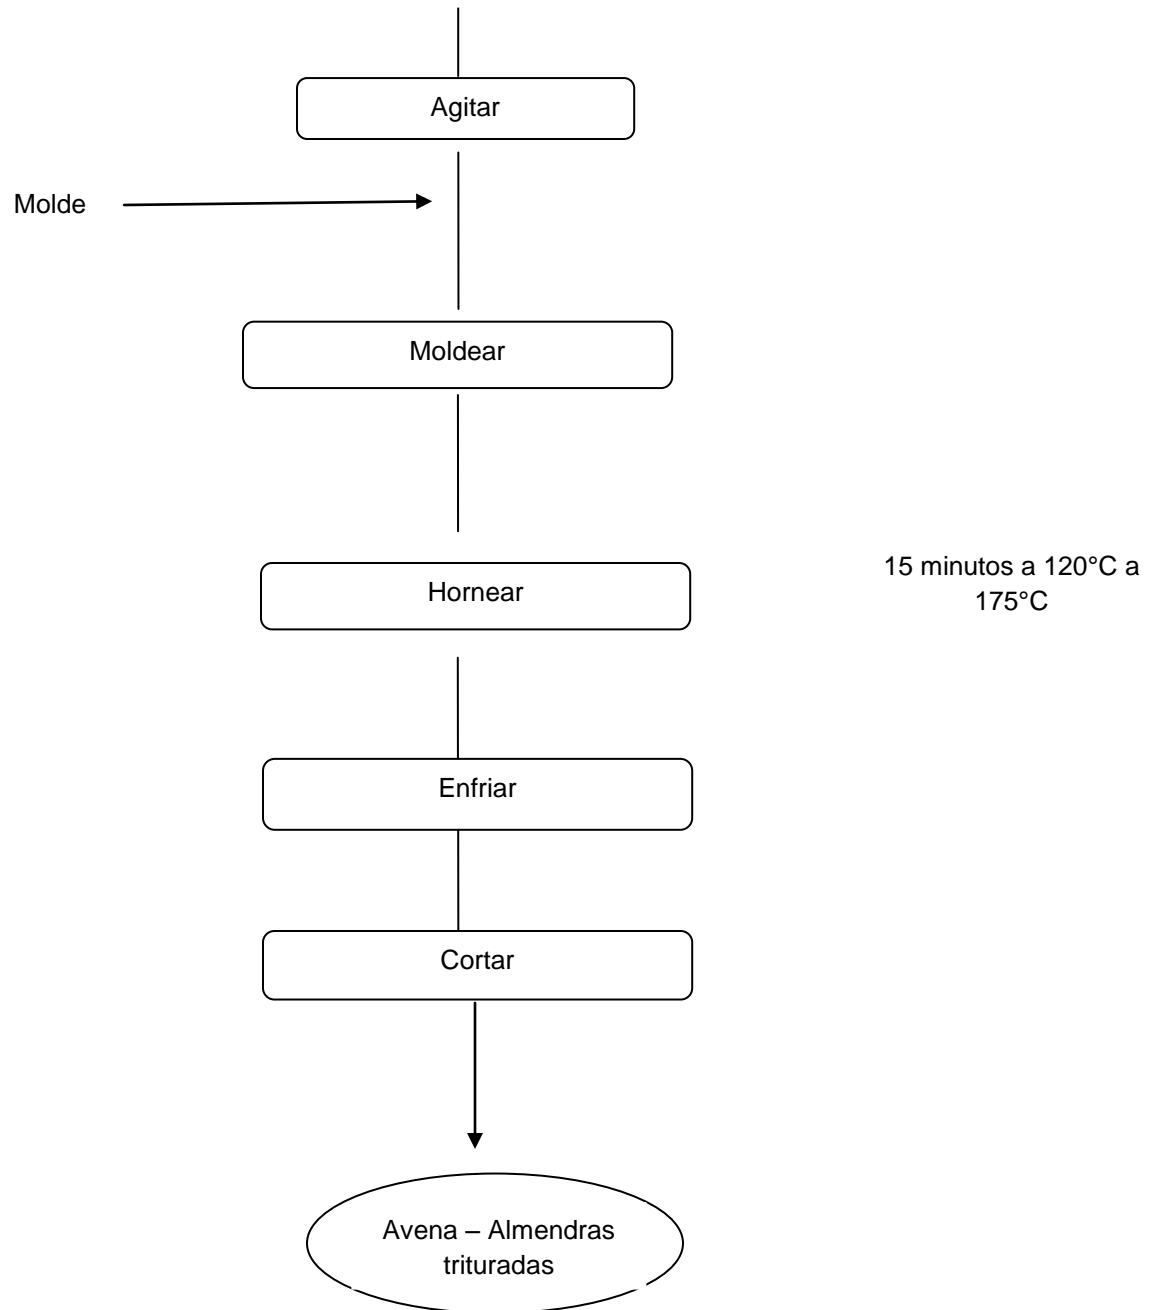 Agitar
Molde
Moldear
Hornear
15 minutos a 120°C a
175°C
Enfriar
Cortar
Avena – Almendras
trituradas